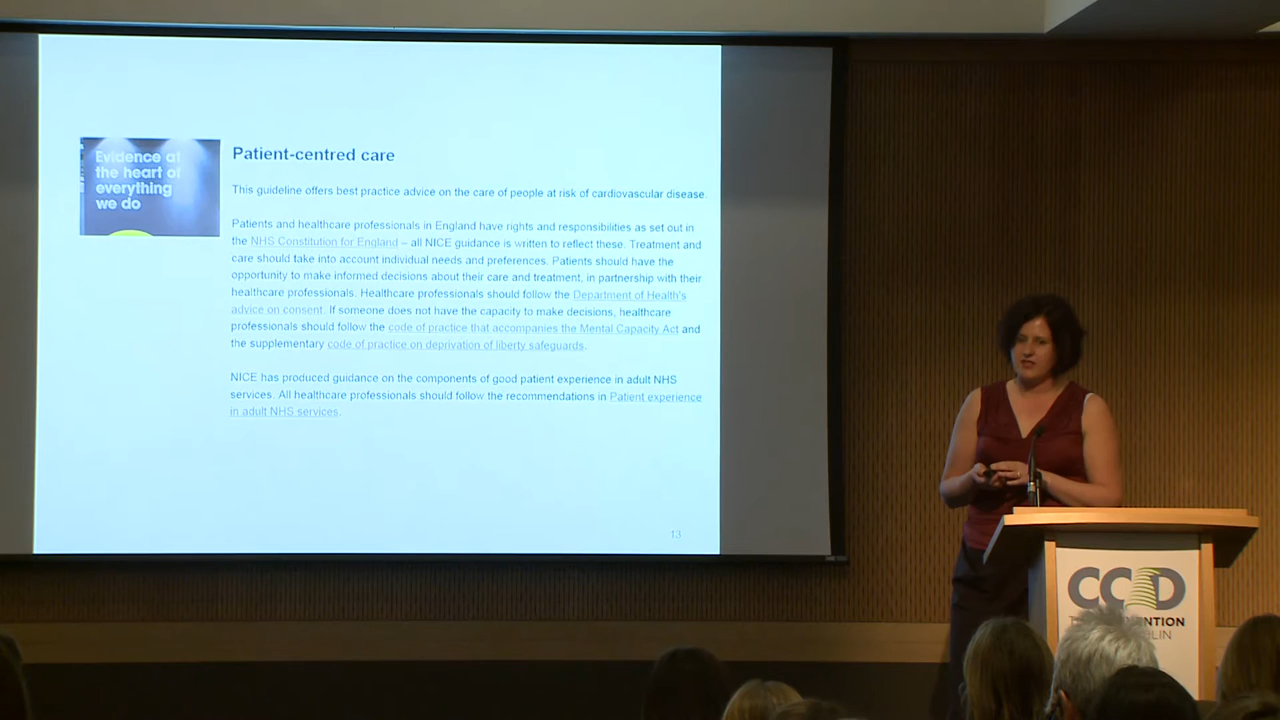 Evidence at
the heart of
everything
we do
Patient-centred care
This guideline offers best practice advice on the care of people at risk of cardiovascular disease.
Patients and healthcare professionals in England have rights and responsibilities as set out in
the NHS Constitution for England – all NICE guidance is written to reflect these. Treatment and
care should take into account individual needs and preferences. Patients should have the
opportunity to make informed decisions about their care and treatment, in partnership with their
healthcare professionals. Healthcare professionals should follow the Department of Health's
advice on consent. If someone does not have the capacity to make decisions, healthcare
professionals should follow the code of practice that accompanies the Mental Capacity Act and
the supplementary code of practice on deprivation of liberty safeguards.
NICE has produced guidance on the components of good patient experience in adult NHS
services. All healthcare professionals should follow the recommendations in Patient experience
in adult NHS services.
13
CCD